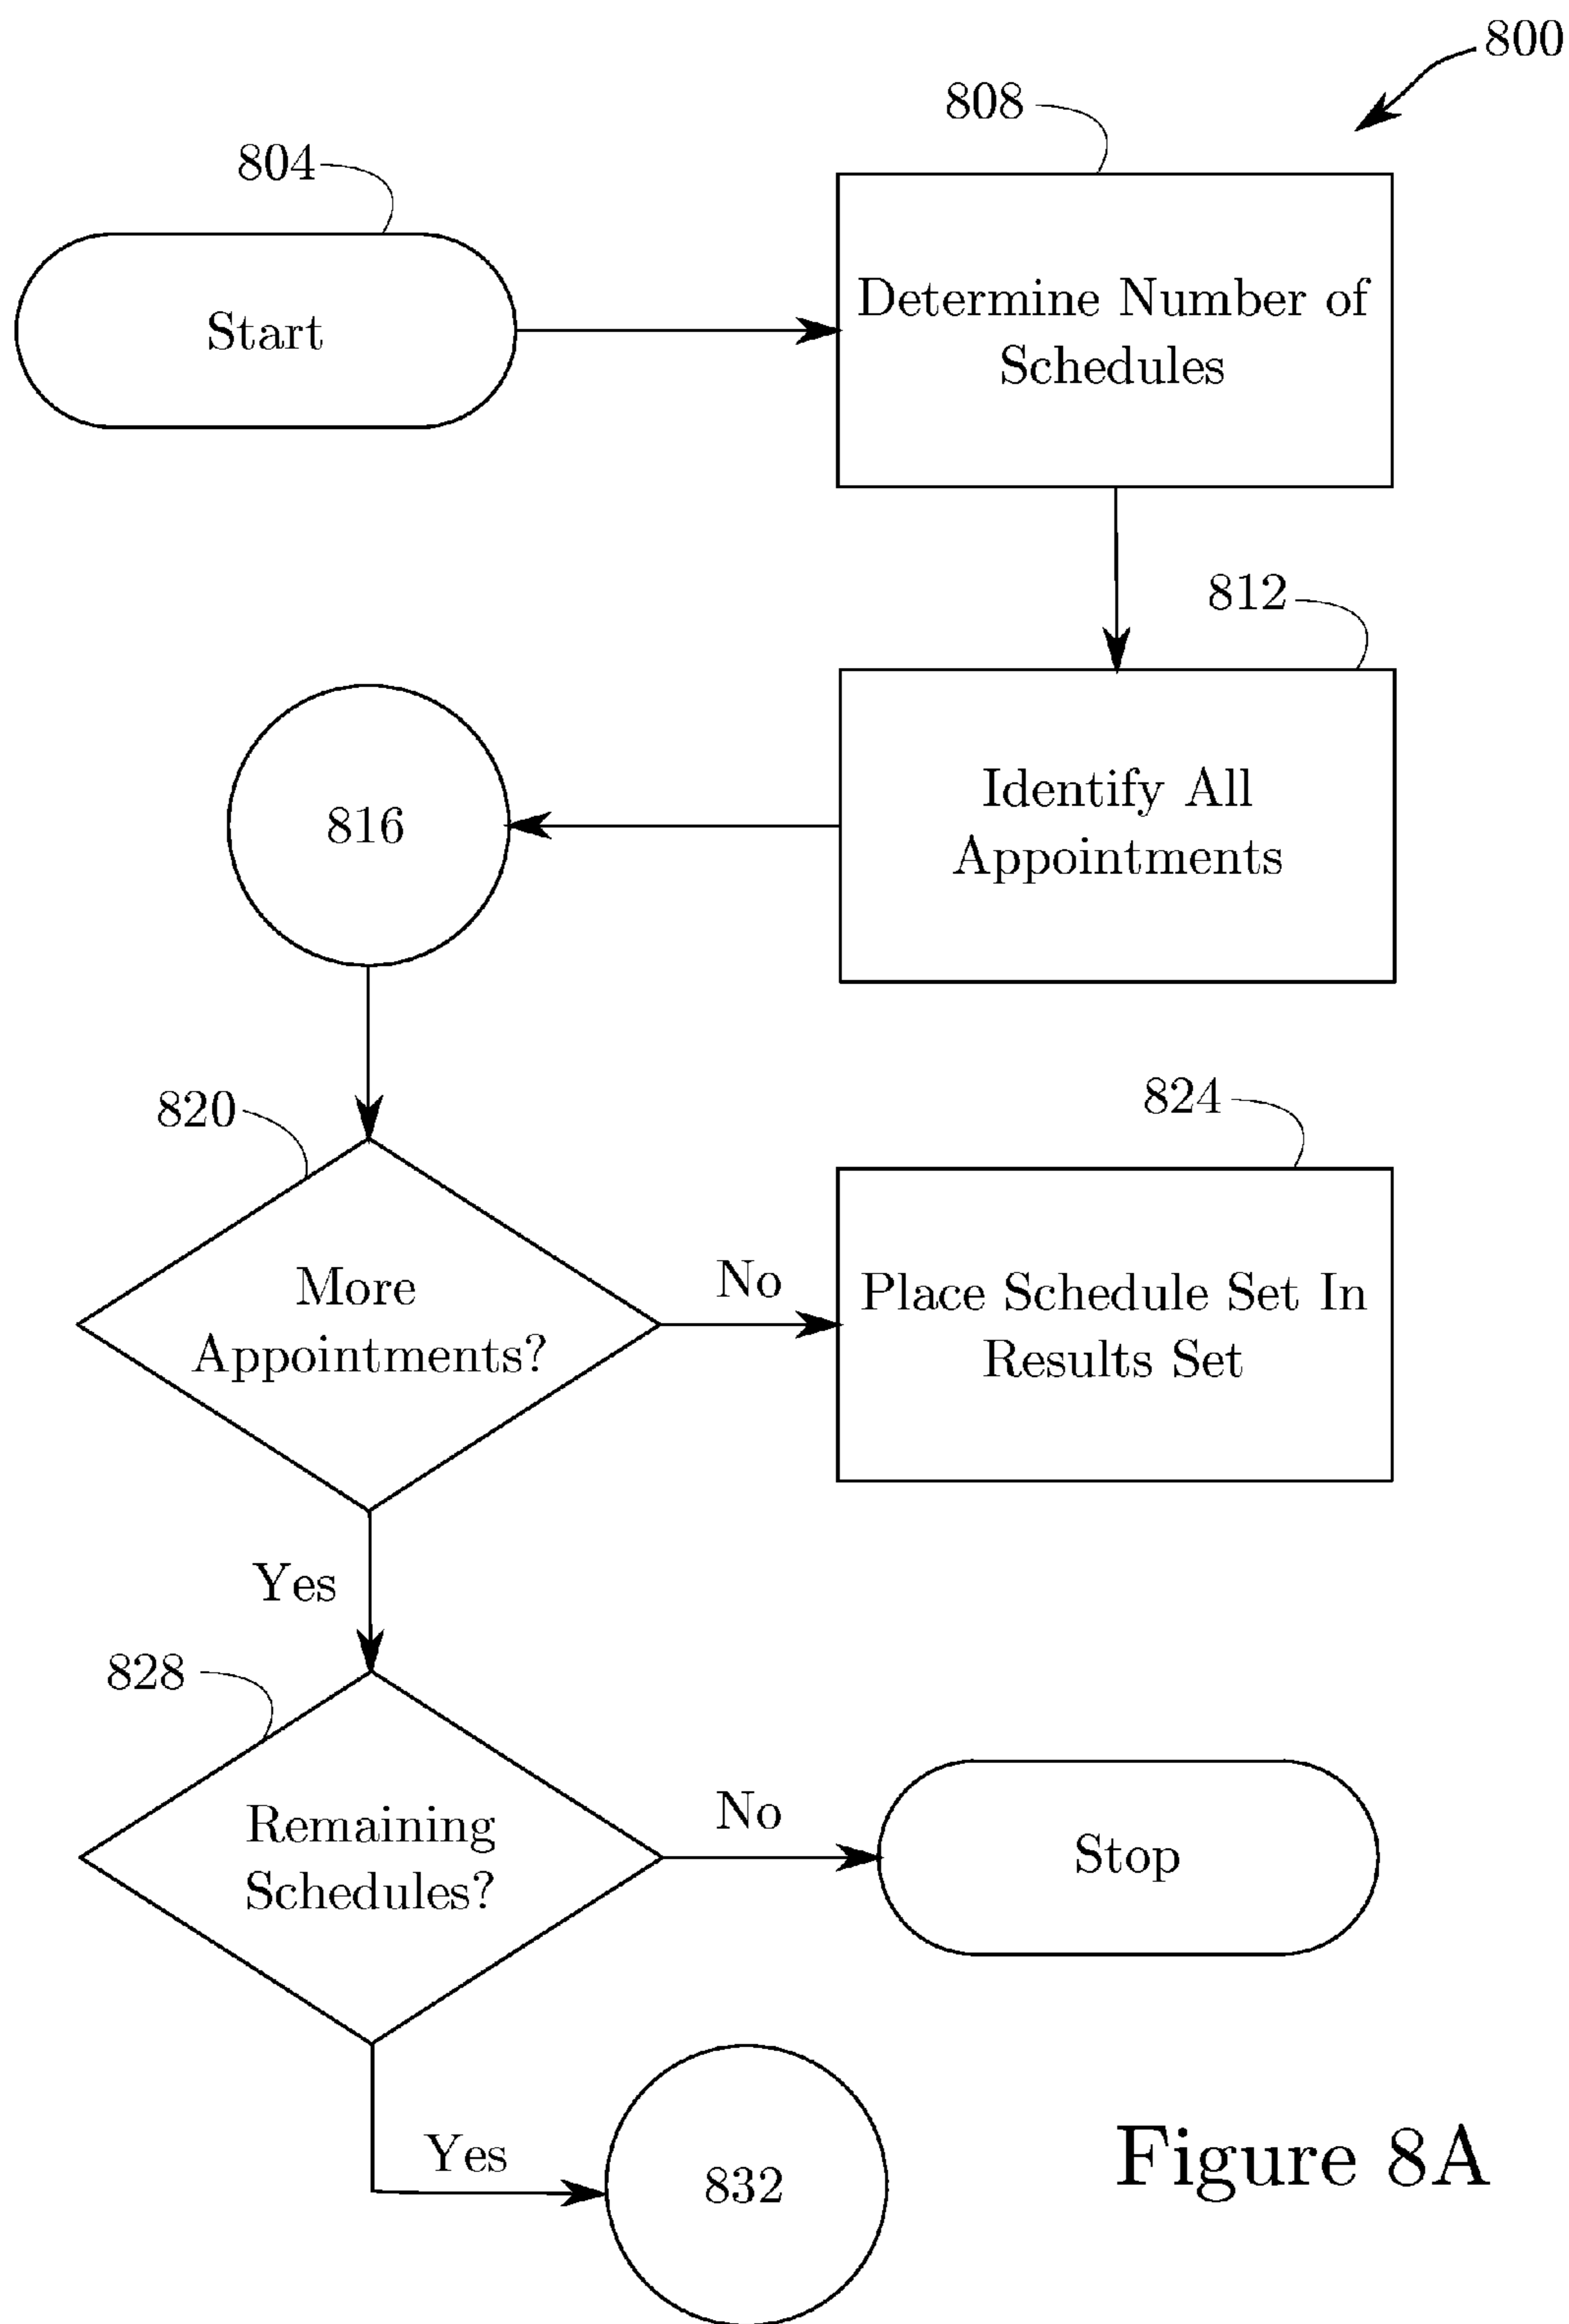 800
808
804
Start
Determine Number of
Schedules
812
Identify All
Appointments
816
820
824
More
Appointments?
No
Place Schedule Set In
Results Set
Yes
828
Remaining
Schedules?
No
Stop
Yes
832
Figure 8A